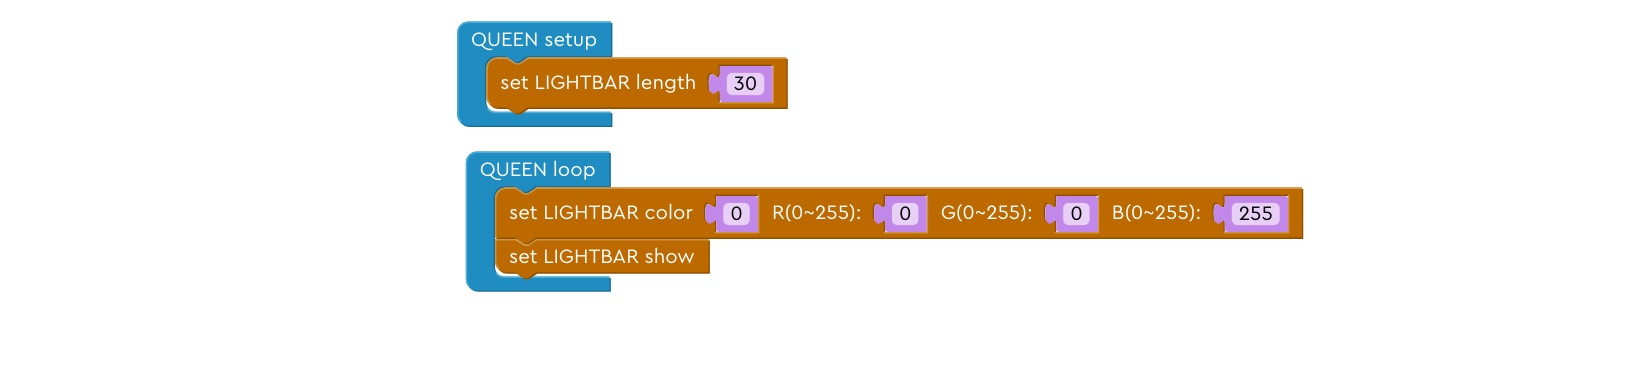 QUEEN setup
set LIGHTBAR length 30
QUEEN loop
set LIGHTBAR color 0 R(0~255): 0 G(0~255): 0 B(0~255): 255
set LIGHTBAR show